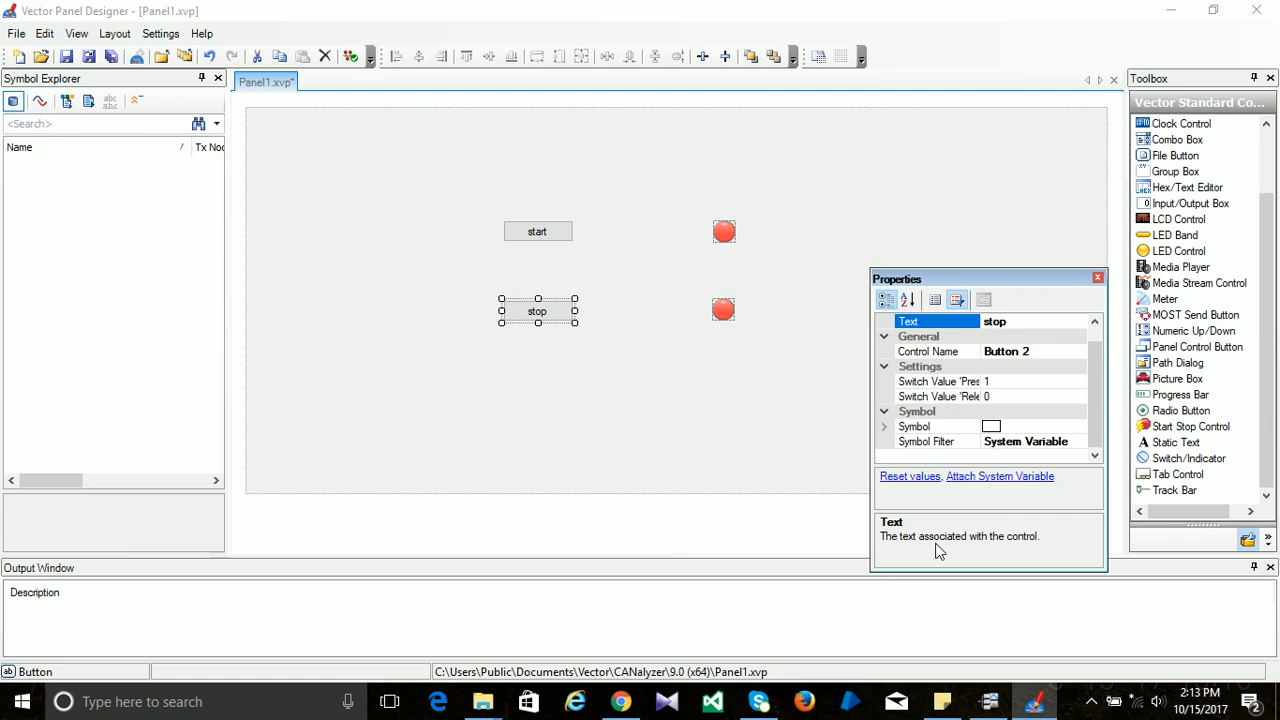 Vector Panel Designer - [Panel1.xvp]
File Edit View Layout Settings Help
Symbol Explorer
Panel1.xvp*
Toolbox
abc
Vector Standard Co...
<Search>
Name / Tx Noc
Clock Control
Combo Box
File Button
Group Box
Hex/Text Editor
Input/Output Box
LCD Control
LED Band
LED Control
Media Player
Media Stream Control
Meter
MOST Send Button
Numeric Up/Down
Panel Control Button
Path Dialog
Picture Box
Progress Bar
Radio Button
Start Stop Control
Static Text
Switch/Indicator
Tab Control
Track Bar
start
stop
Properties
Text stop
General
Control Name Button 2
Settings
Switch Value 'Pres 1
Switch Value 'Rele 0
Symbol
Symbol
Symbol Filter System Variable
Reset values, Attach System Variable
Text
The text associated with the control.
Output Window
Description
Button
C:\Users\Public\Documents\Vector\CANalyzer\9.0 (x64)\Panel1.xvp
Type here to search
2:13 PM
10/15/2017
2